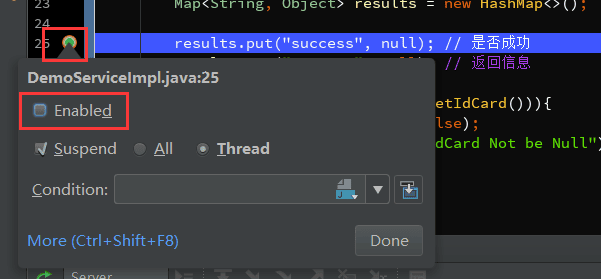 23
Map<String, Object> results = new HashMap<>();
25 results.put("success", null); // 是否成功
// 返回信息
DemoServiceImpl.java:25
Enabled
etIdCard())){
lse);
Suspend All Thread
dCard Not be Null")
Condition:
More (Ctrl+Shift+F8) Done
Server